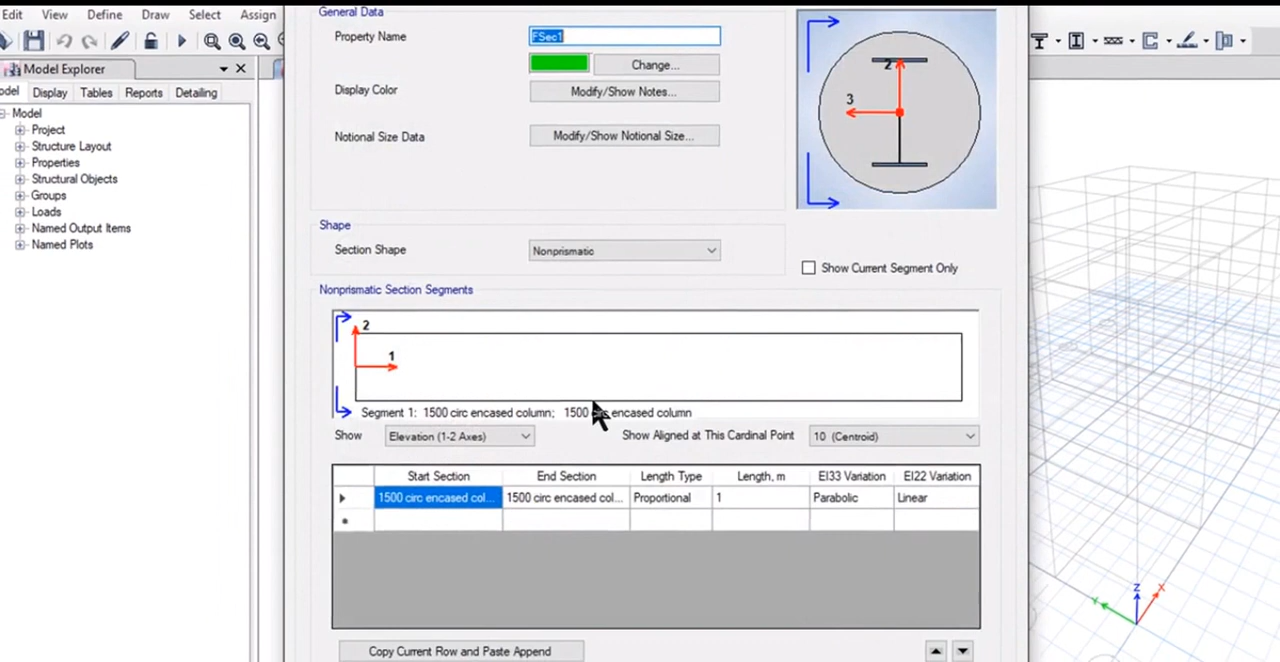 Edit View Define Draw Select Assign
General Data
Property Name FSec1
Change...
Display Color Modify/Show Notes...
Notional Size Data Modify/Show Notional Size...
2
3
Model Explorer
Display Tables Reports Detailing
Model
Project
Structure Layout
Properties
Structural Objects
Groups
Loads
Named Output Items
Named Plots
Shape
Section Shape Nonprismatic
Show Current Segment Only
Nonprismatic Section Segments
2
1
Segment 1: 1500 circ encased column; 1500 circ encased column
Show Elevation (1-2 Axes) Show Aligned at This Cardinal Point 10 (Centroid)
Start Section End Section Length Type Length, m EI33 Variation EI22 Variation
1500 circ encased col... 1500 circ encased col... Proportional 1 Parabolic Linear
Copy Current Row and Paste Append
Z
X
Y